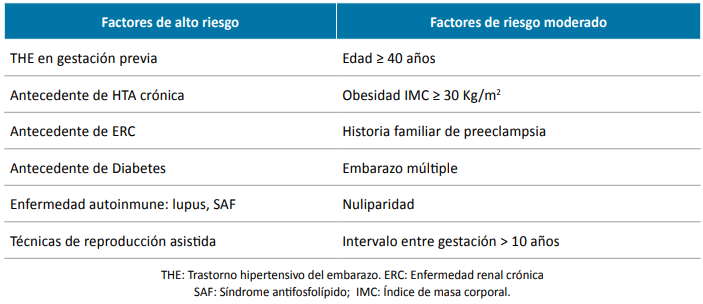 Factores de alto riesgo Factores de riesgo moderado
THE en gestación previa Edad ≥ 40 años
Antecedente de HTA crónica Obesidad IMC ≥ 30 Kg/m²
Antecedente de ERC Historia familiar de preeclampsia
Antecedente de Diabetes Embarazo múltiple
Enfermedad autoinmune: lupus, SAF Nuliparidad
Técnicas de reproducción asistida Intervalo entre gestación > 10 años
THE: Trastorno hipertensivo del embarazo. ERC: Enfermedad renal crónica
SAF: Síndrome antifosfolípido; IMC: Índice de masa corporal.